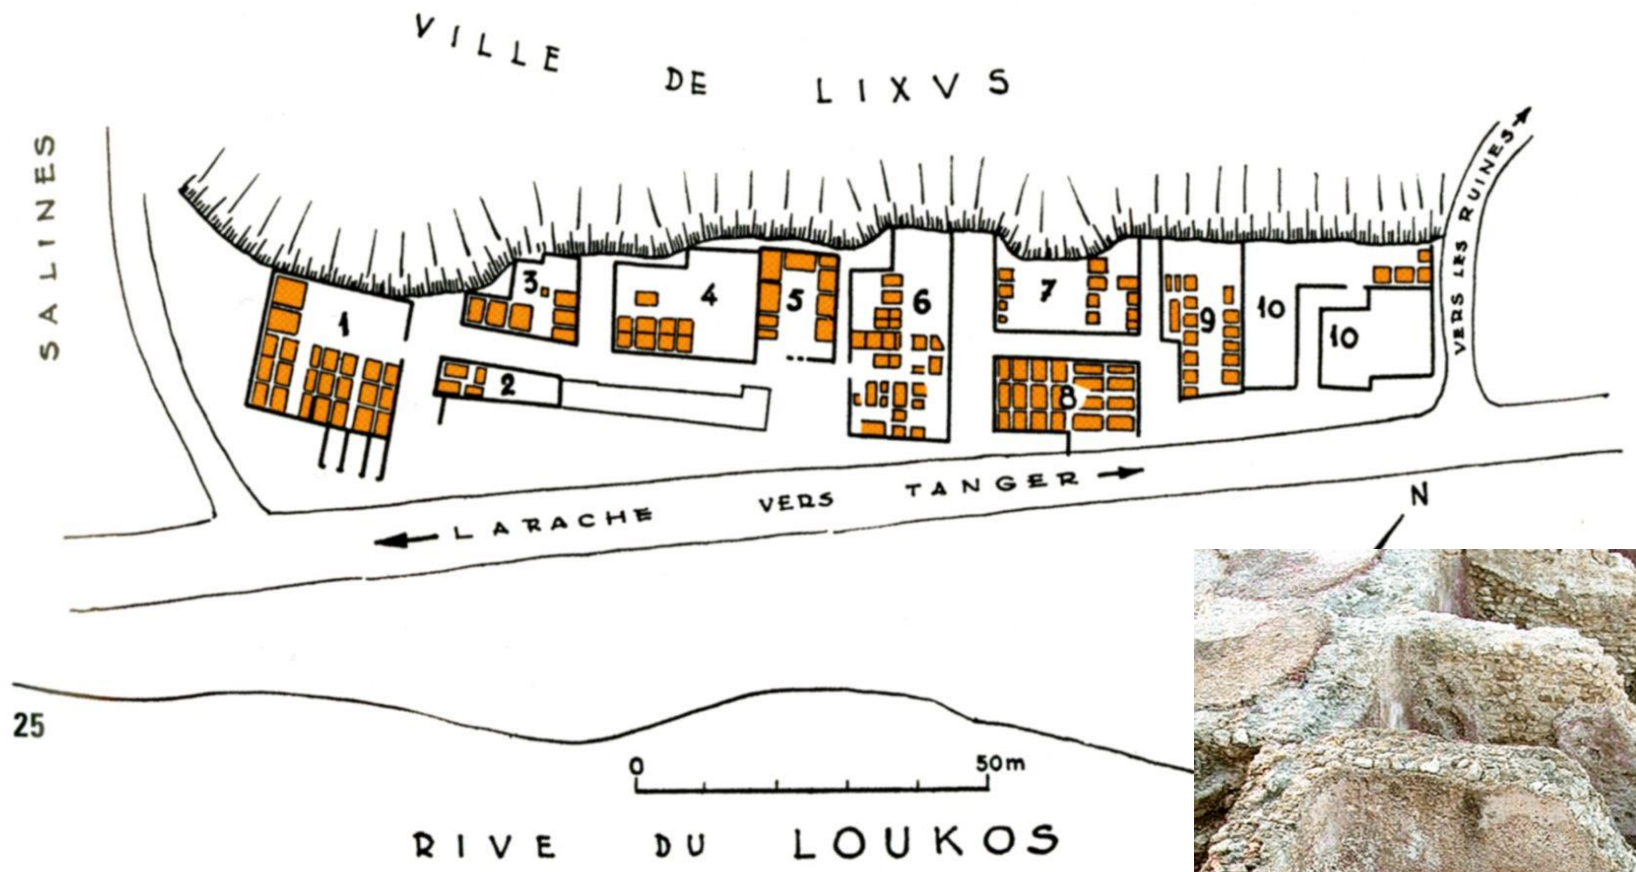 VILLE DE LIXVS
SALINES
VERS LES RUINES
1
2
3
4
5
6
7
8
9
10
10
LARACHE VERS TANGER
N
25
0 50m
RIVE DU LOUKOS